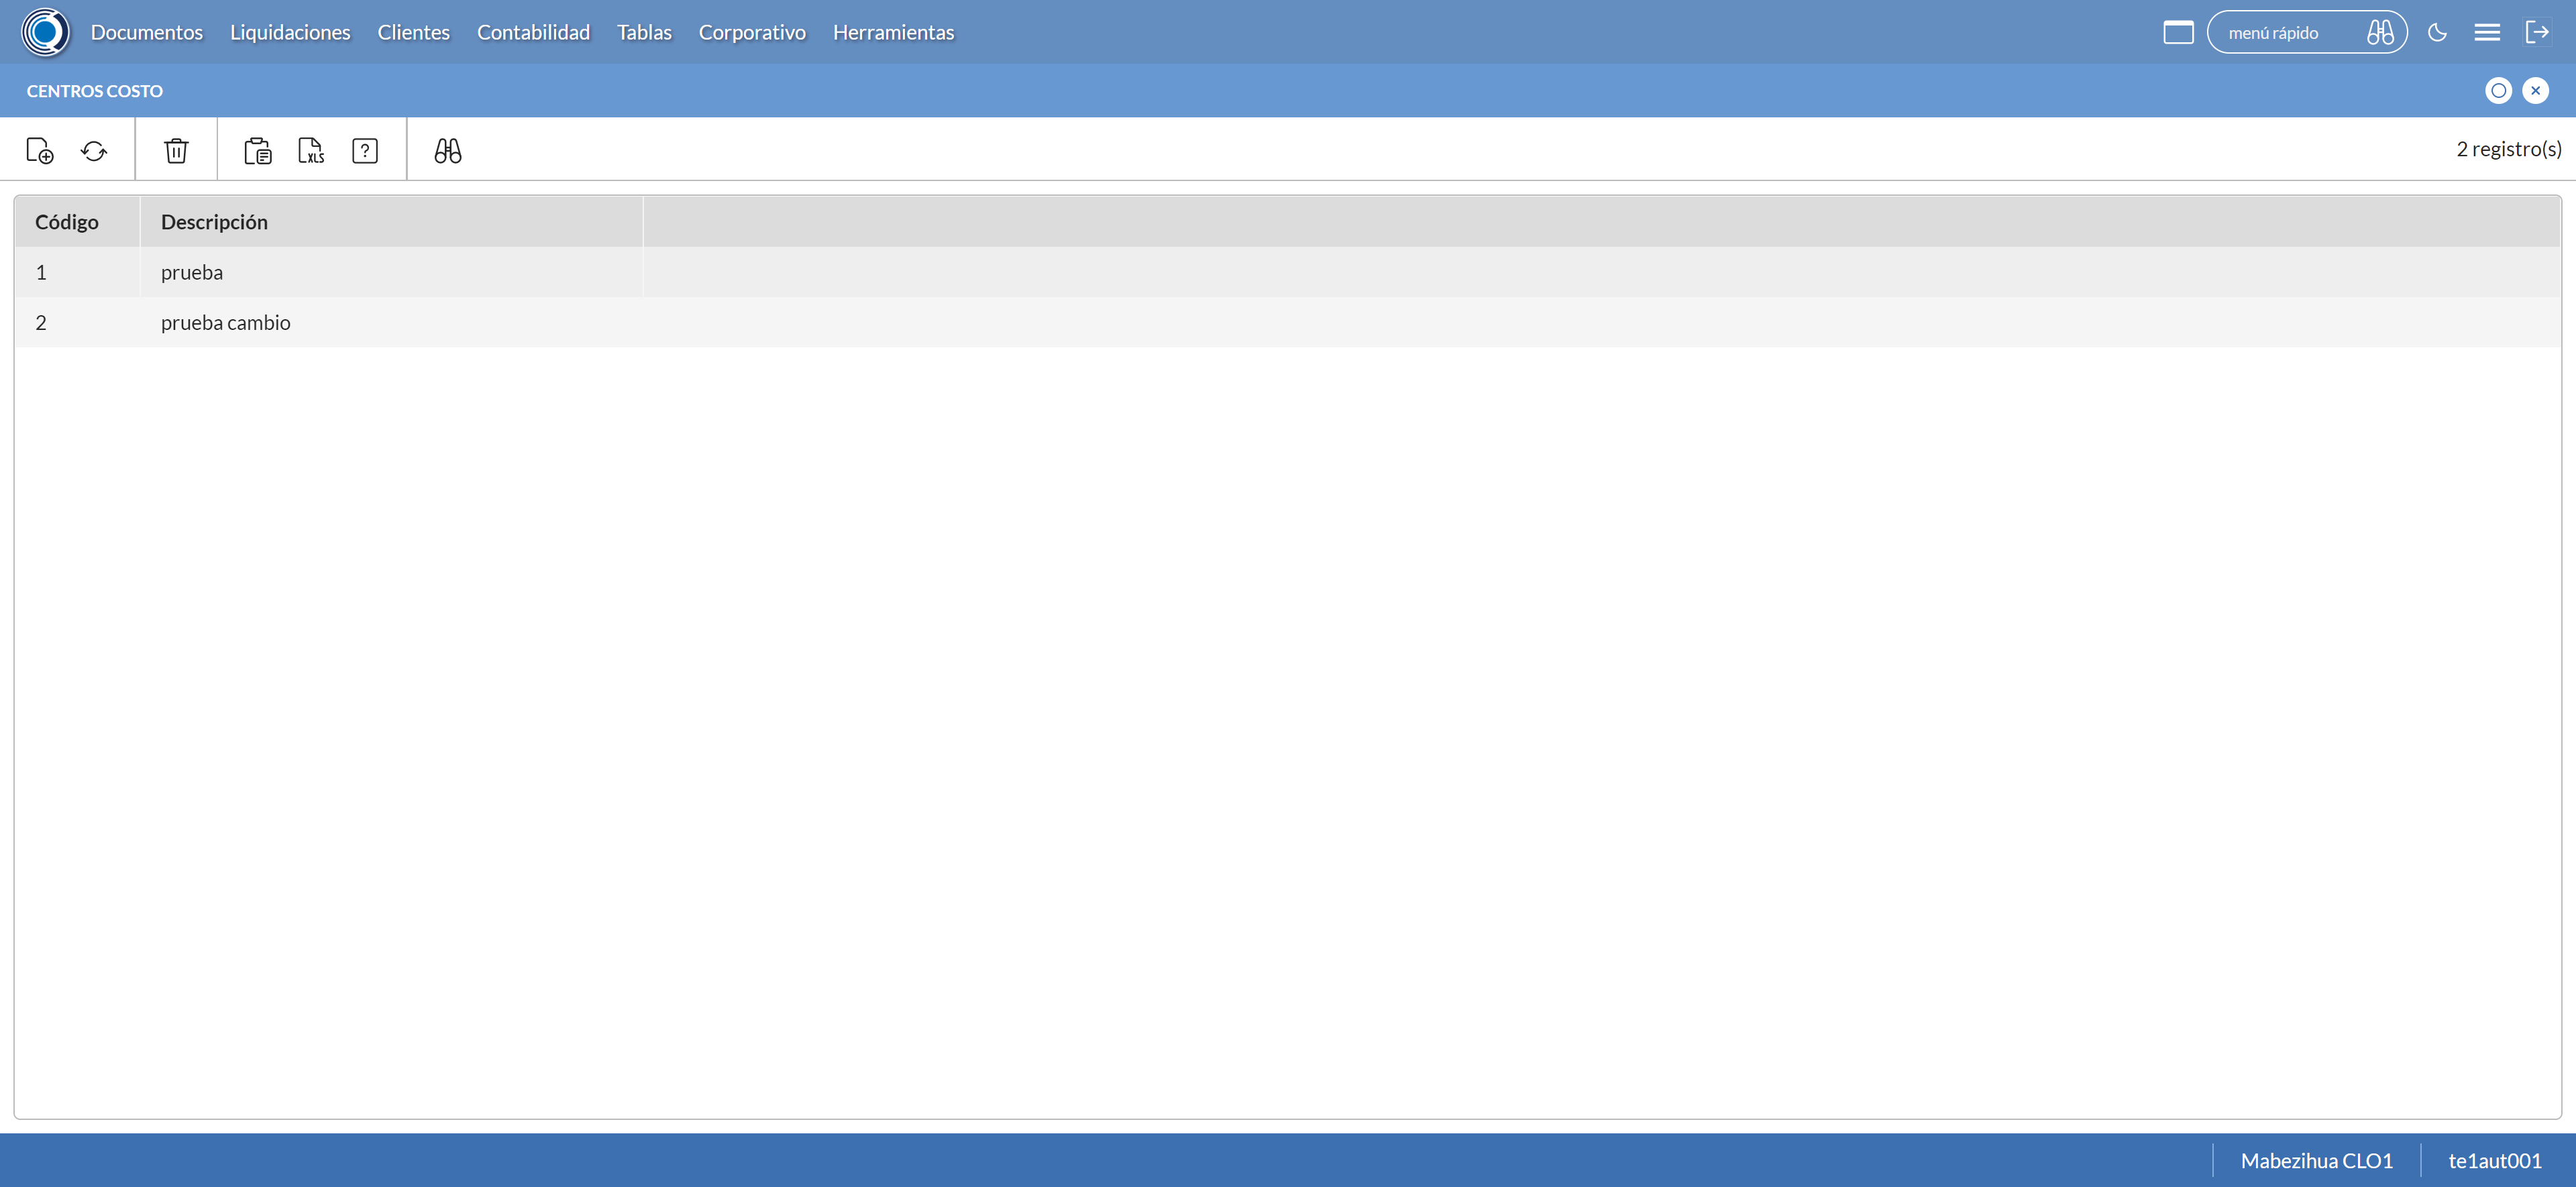 Documentos Liquidaciones Clientes Contabilidad Tablas Corporativo Herramientas menú rápido
CENTROS COSTO
XLS ? 2 registro(s)
Código Descripción
1 prueba
2 prueba cambio
Mabezihua CLO1 te1aut001